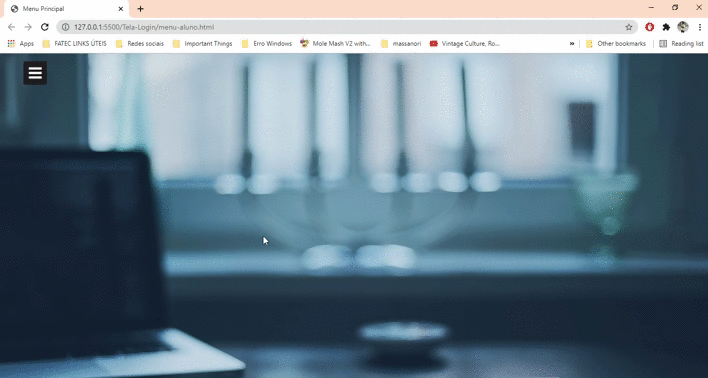 Menu Principal
127.0.0.1:5500/Tela-Login/menu-aluno.html
Apps FATEC LINKS ÚTEIS Redes sociais Important Things Erro Windows Mole Mash V2 with... massanori Vintage Culture, Ro... » Other bookmarks Reading list